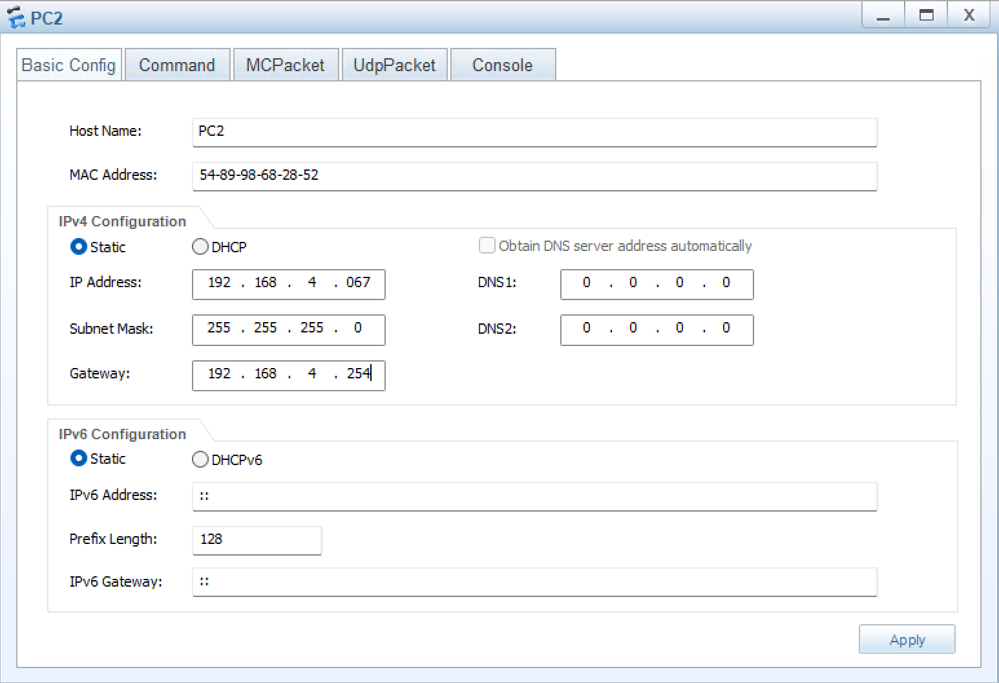 PC2
X
Basic Config Command MCPacket UdpPacket Console
Host Name: PC2
MAC Address: 54-89-98-68-28-52
IPv4 Configuration
Static DHCP Obtain DNS server address automatically
IP Address: 192 . 168 . 4 . 067 DNS1: 0 . 0 . 0 . 0
Subnet Mask: 255 . 255 . 255 . 0 DNS2: 0 . 0 . 0 . 0
Gateway: 192 . 168 . 4 . 254
IPv6 Configuration
Static DHCPv6
IPv6 Address: ::
Prefix Length: 128
IPv6 Gateway: ::
Apply